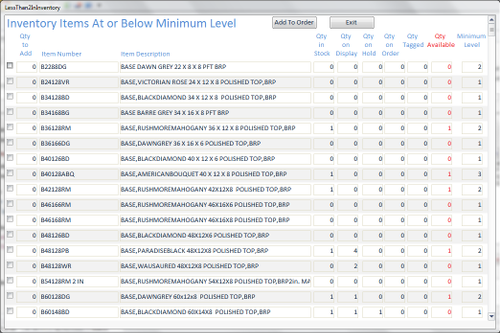 LessThan2InInventory
Inventory Items At or Below Minimum Level Add To Order Exit
Qty to Add Item Number Item Description Qty in Stock Qty on Display Qty on Hold Qty on Order Qty Tagged Qty Available Minimum Level
0 B2288DG BASE DAWN GREY 22 X 8 X 8 PFT BRP 0 0 0 0 0 0 2
0 B24128VR BASE,VICTORIAN ROSE 24 X 12 X 8 POLISHED TOP,BRP 0 0 0 0 0 0 1
0 B34128BD BASE,BLACKDIAMOND 34 X 12 X 8 POLISHED TOP,BRP 0 0 0 0 0 0 1
0 B34168BG BASE BARRE GREY 34 X 16 X 8 PFT BRP 0 0 0 0 0 0 1
0 B36128RM BASE,RUSHMOREMAHOGANY 36 X 12 X 8 POLISHED TOP,BRP 1 0 0 0 0 1 2
0 B36166DG BASE,DAWNGREY 36 X 16 X 6 POLISHED TOP,BRP 0 0 0 0 0 0 1
0 B40126BD BASE,BLACKDIAMOND 40 X 12 X 6 POLISHED TOP,BRP 0 0 0 0 0 0 1
0 B40128ABQ BASE,AMERICANBOUQUET 40 X 12 X 8 POLISHED TOP,BRP 1 0 0 0 0 1 3
0 B42128RM BASE,RUSHMOREMAHOGANY 42X12X8 POLISHED TOP,BRP 1 0 0 0 0 1 2
0 B46166RM BASE,RUSHMOREMAHOGANY 46X16X6 POLISHED TOP,BRP 0 0 0 0 0 0 1
0 B46168RM BASE,RUSHMOREMAHOGANY 46X16X8 POLISHED TOP,BRP 0 0 0 0 0 0 1
0 B48126BD BASE,BLACKDIAMOND 48X12X6 POLISHED TOP,BRP 0 0 0 0 0 0 1
0 B48128PB BASE,PARADISEBLACK 48X12X8 POLISHED TOP,BRP 1 4 0 0 0 1 2
0 B48128WR BASE,WAUSAURED 48X12X8 POLISHED TOP,BRP 0 2 0 0 0 0 1
0 B54128RM 2 IN BASE,RUSHMOREMAHOGANY 54X12X8 POLISHED TOP,BRP2in. MA 0 0 0 0 0 0 1
0 B60128DG BASE,DAWNGREY 60x12x8 POLISHED TOP,BRP 1 1 0 0 0 1 2
0 B60148BD BASE,BLACKDIAMOND 60X14X8 POLISHED TOP,BRP 1 1 0 0 0 1 1